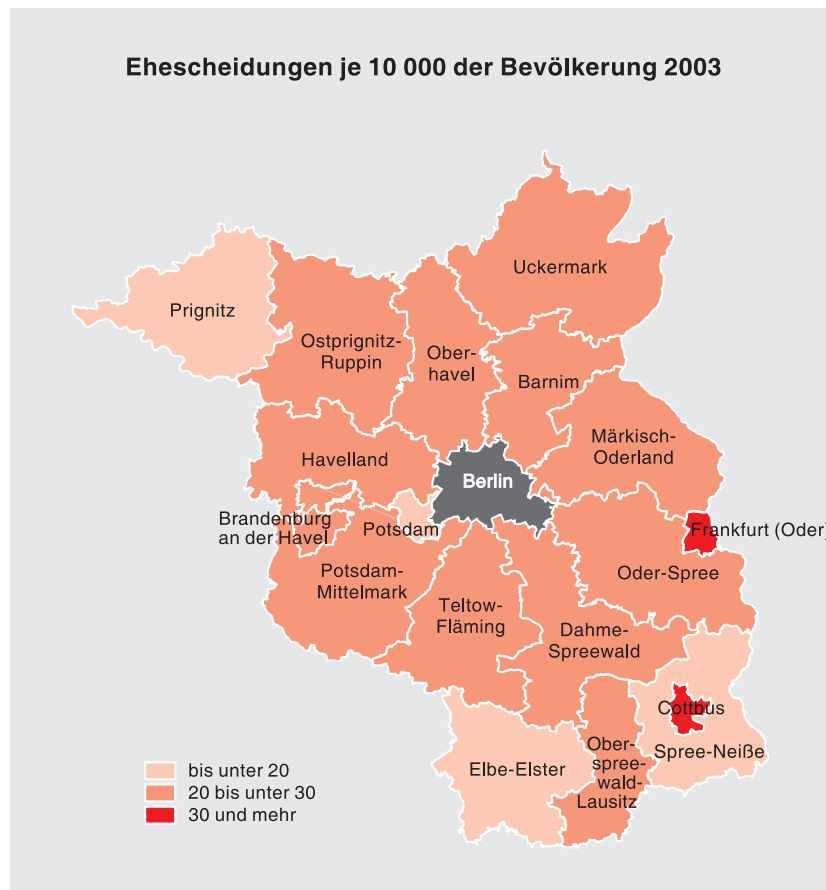 Ehescheidungen je 10 000 der Bevölkerung 2003
Uckermark
Prignitz
Ostprignitz-
Ruppin
Ober-
havel
Barnim
Märkisch-
Oderland
Havelland
Berlin
Brandenburg
an der Havel
Potsdam
Frankfurt (Oder)
Potsdam-
Mittelmark
Oder-Spree
Teltow-
Fläming
Dahme-
Spreewald
Cottbus
Spree-Neiße
Elbe-Elster
Ober-
spree-
wald-
Lausitz
bis unter 20
20 bis unter 30
30 und mehr